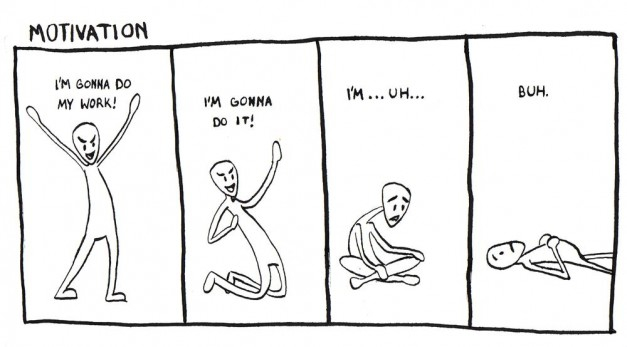 MOTIVATION
I'M GONNA DO
MY WORK!
I'M GONNA
DO IT!
I'M... UH...
BUH.